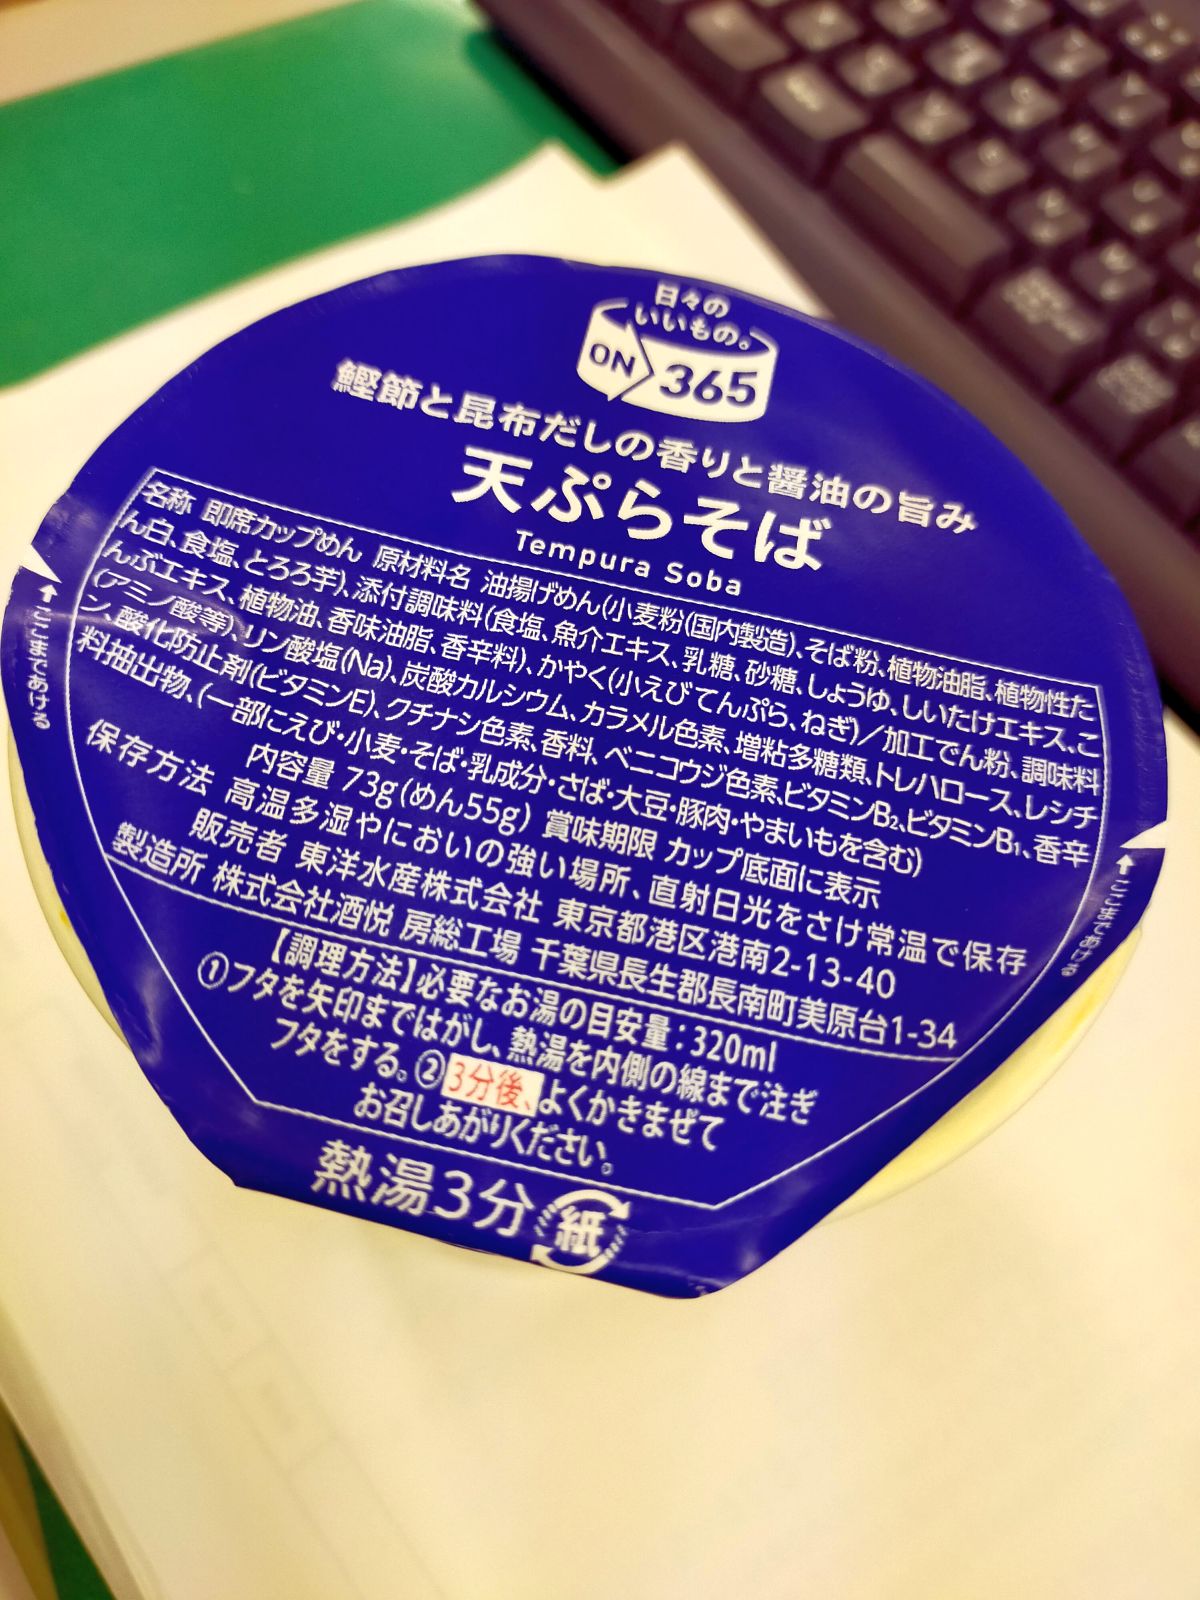 日々の
いいもの。
ON 365
鰹節と昆布だしの香りと醤油の旨み
天ぷらそば
Tempura Soba
名称 即席カップめん 原材料名 油揚げめん(小麦粉(国内製造)、そば粉、植物油脂、植物性た
ん白、食塩、とろろ芋)、添付調味料(食塩、魚介エキス、乳糖、砂糖、しょうゆ、しいたけエキス、こ
んぶエキス、植物油、香味油脂、香辛料)、かやく(小えびてんぷら、ねぎ)/加工でん粉、調味料
(アミノ酸等)、リン酸塩(Na)、炭酸カルシウム、カラメル色素、増粘多糖類、トレハロース、レシチ
ン、酸化防止剤(ビタミンE)、クチナシ色素、香料、ベニコウジ色素、ビタミンB₂、ビタミンB₁、香辛
料抽出物、(一部にえび・小麦・そば・乳成分・さば・大豆・豚肉・やまいもを含む)
内容量 73g(めん55g) 賞味期限 カップ底面に表示
保存方法 高温多湿やにおいの強い場所、直射日光をさけ常温で保存
販売者 東洋水産株式会社 東京都港区港南2-13-40
製造所 株式会社酒悦 房総工場 千葉県長生郡長南町美原台1-34
【調理方法】必要なお湯の目安量:320ml
①フタを矢印まではがし、熱湯を内側の線まで注ぎ
フタをする。②3分後、よくかきまぜて
お召しあがりください。
熱湯3分 紙
↑ここまであける
↑ここまであける